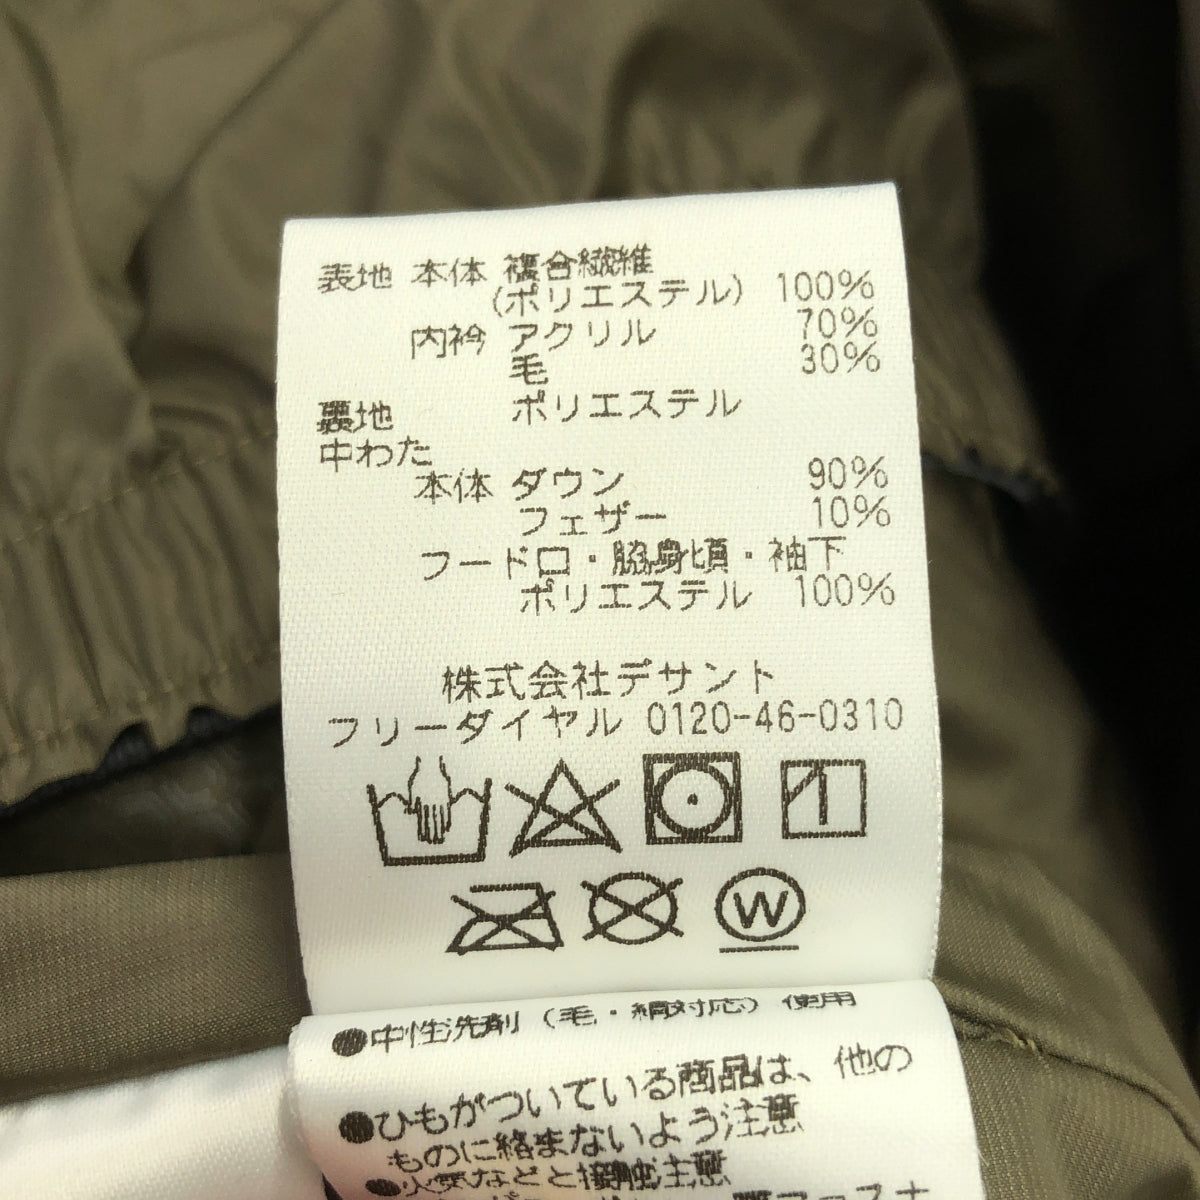 表地 本体 複合繊維
(ポリエステル) 100%
内衿 アクリル 70%
毛 30%
裏地 ポリエステル
中わた
本体 ダウン 90%
フェザー 10%
フード口・脇身頃・袖下
ポリエステル 100%
株式会社デサント
フリーダイヤル 0120-46-0310
W
●中性洗剤(毛・絹対応)使用
●ひもがついている商品は、他の
ものに絡まないよう注意
●火気などと接触注意